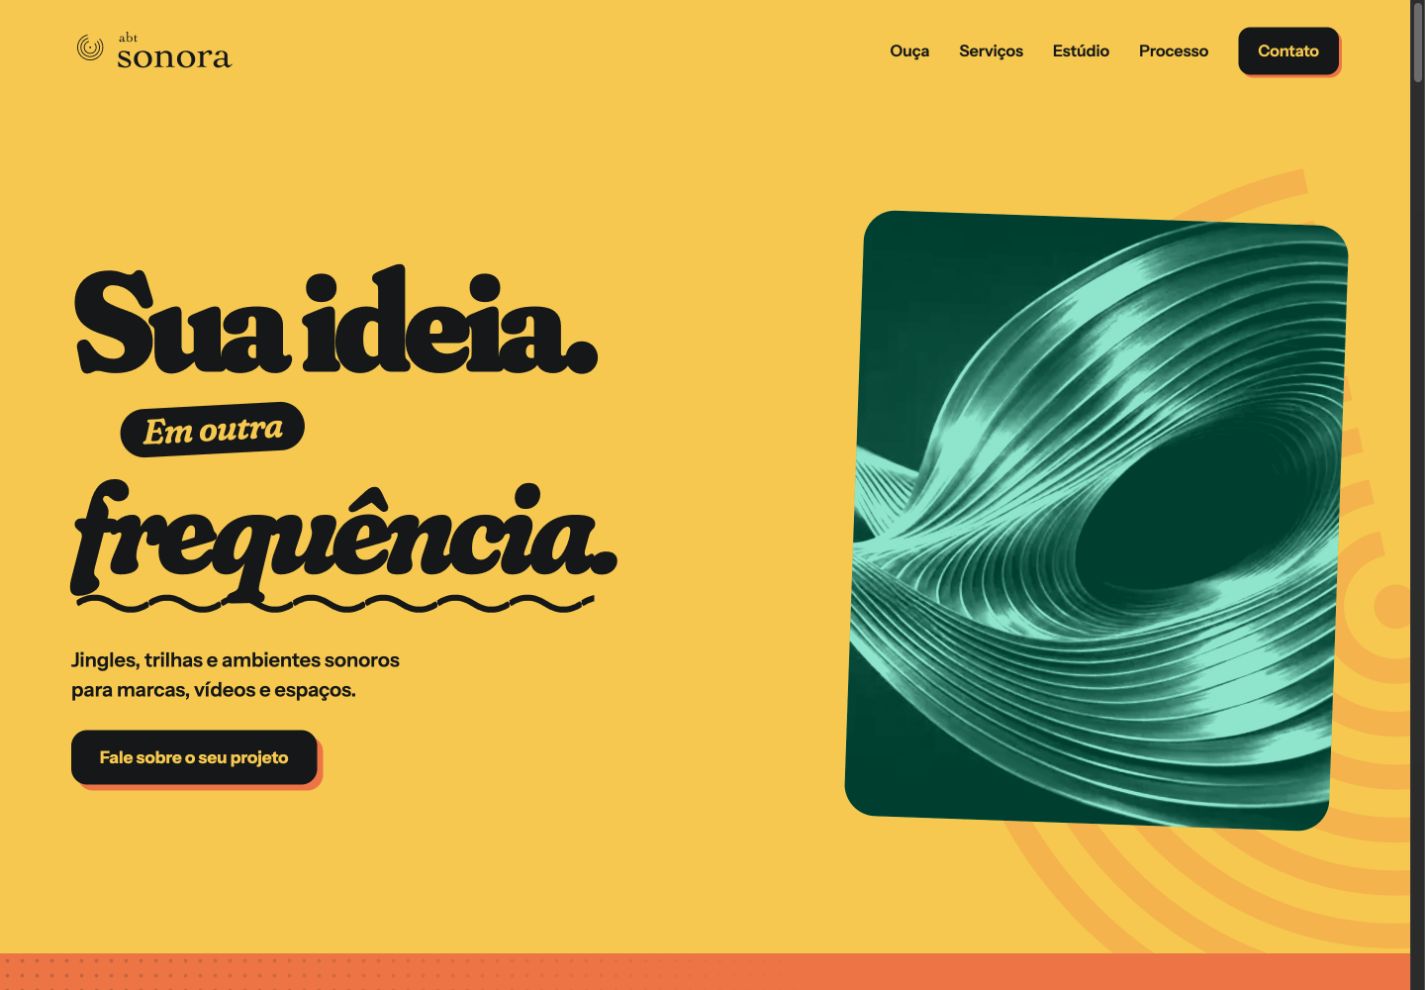 abt
sonora
Ouça
Serviços
Estúdio
Processo
Contato
Sua ideia.
Em outra
frequência.
Jingles, trilhas e ambientes sonoros
para marcas, vídeos e espaços.
Fale sobre o seu projeto